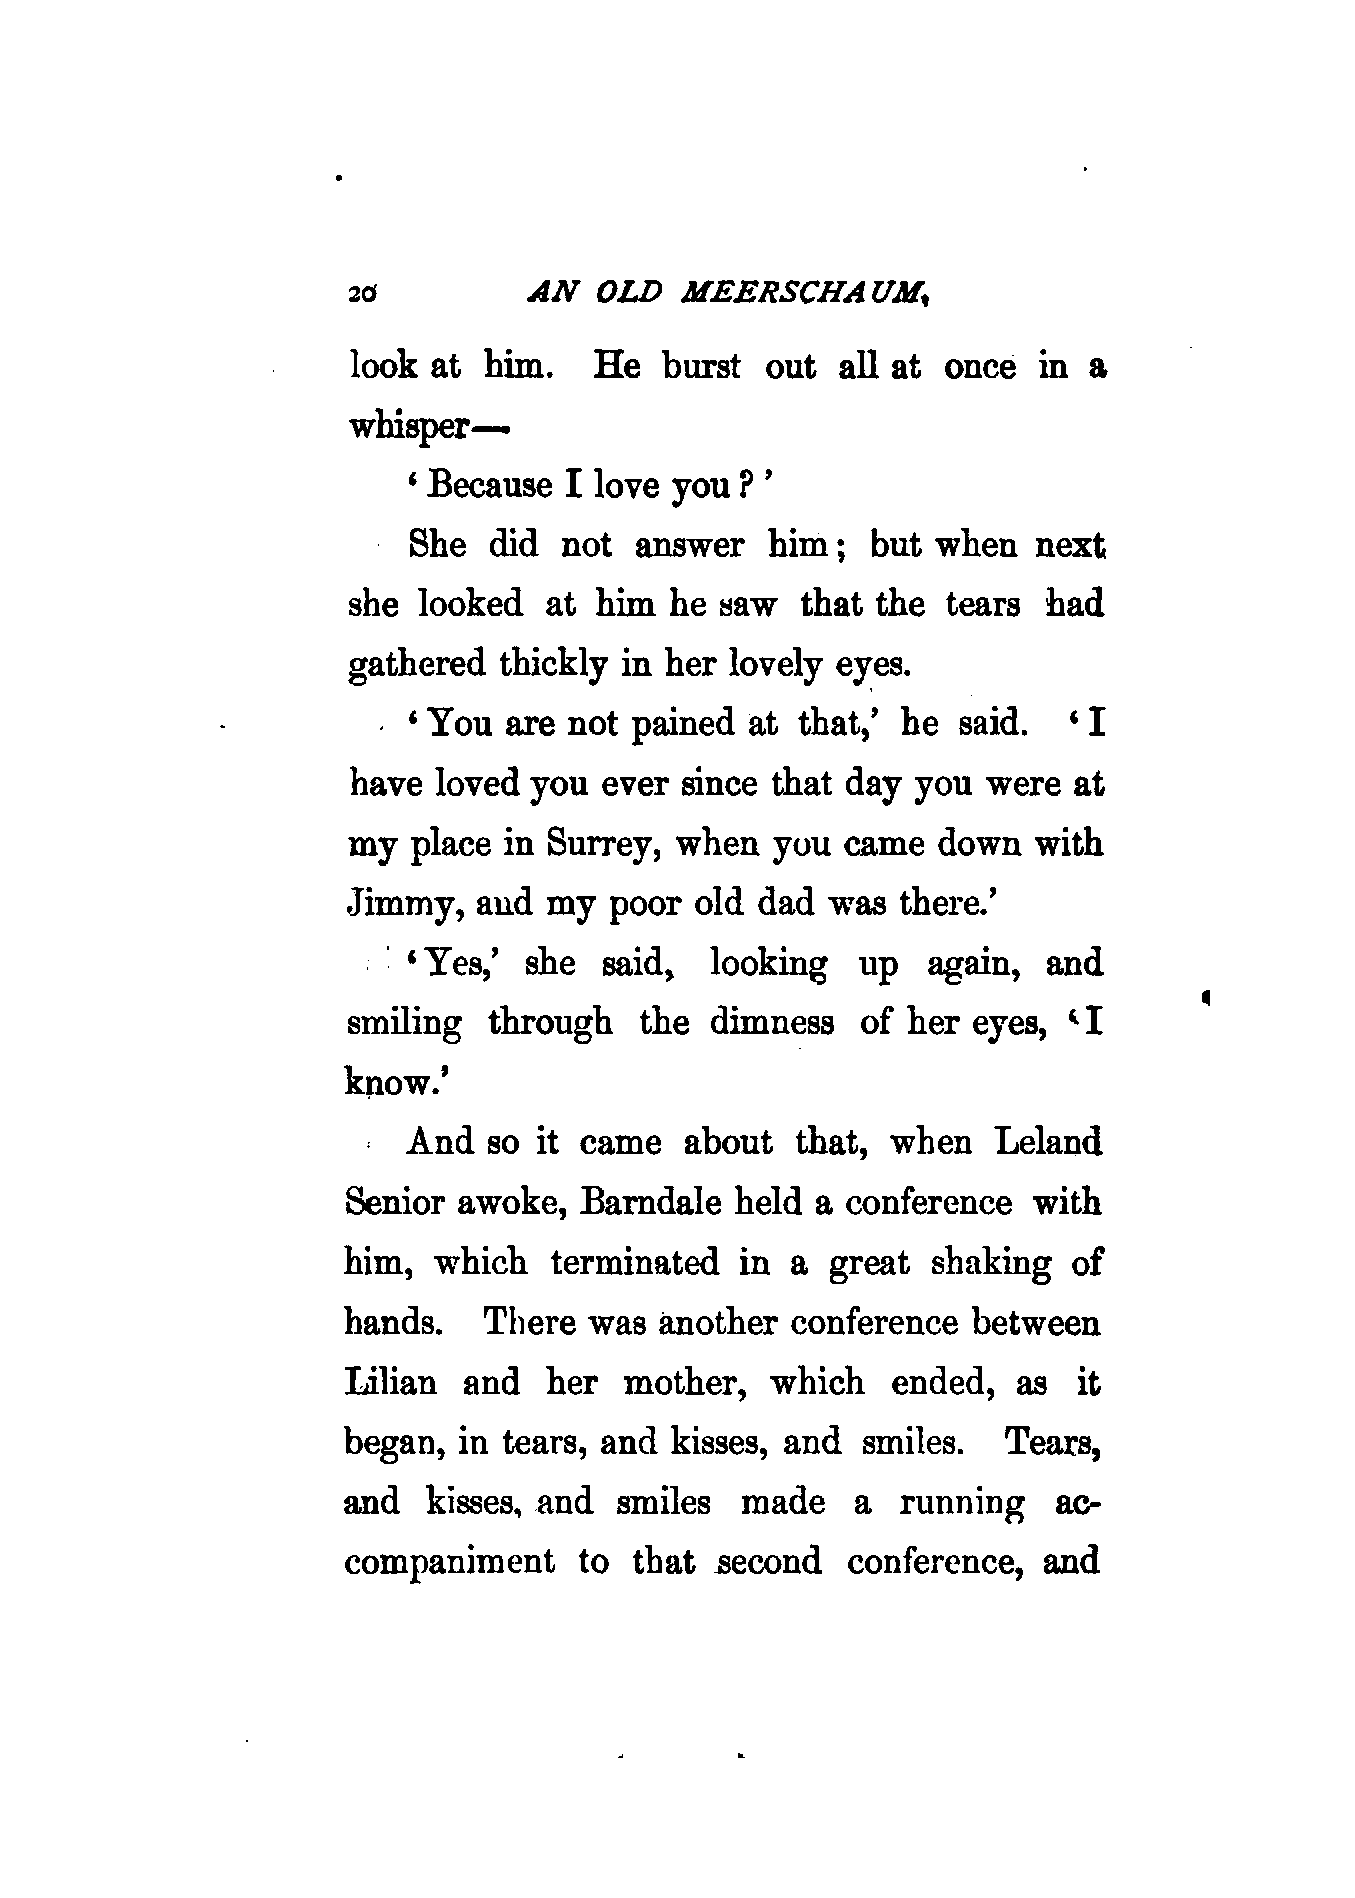 20 AN OLD MEERSCHAUM,
look at him. He burst out all at once in a
whisper—
‘Because I love you?’
She did not answer him; but when next
she looked at him he saw that the tears had
gathered thickly in her lovely eyes.
‘You are not pained at that,’ he said. ‘I
have loved you ever since that day you were at
my place in Surrey, when you came down with
Jimmy, and my poor old dad was there.’
‘Yes,’ she said, looking up again, and
smiling through the dimness of her eyes, ‘I
know.’
And so it came about that, when Leland
Senior awoke, Barndale held a conference with
him, which terminated in a great shaking of
hands. There was another conference between
Lilian and her mother, which ended, as it
began, in tears, and kisses, and smiles. Tears,
and kisses, and smiles made a running ac-
companiment to that second conference, and